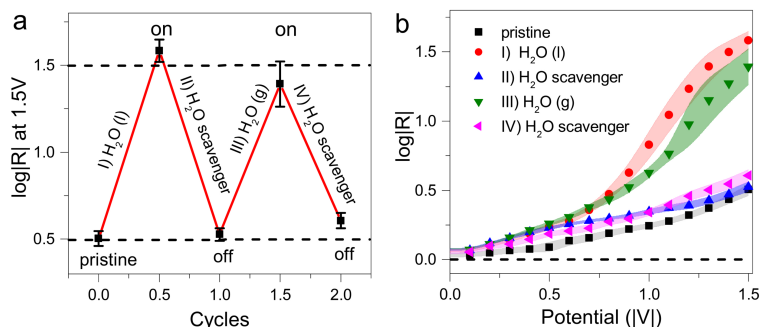 a
on
on
1.5
1.0
0.5
log|R| at 1.5V
I) H₂O (l)
II) H₂O scavenger
III) H₂O (g)
IV) H₂O scavenger
pristine
off
off
0.0 0.5 1.0 1.5 2.0
Cycles
b
pristine
I) H₂O (l)
II) H₂O scavenger
III) H₂O (g)
IV) H₂O scavenger
1.5
1.0
0.5
0.0
log|R|
0.0 0.5 1.0 1.5
Potential (|V|)